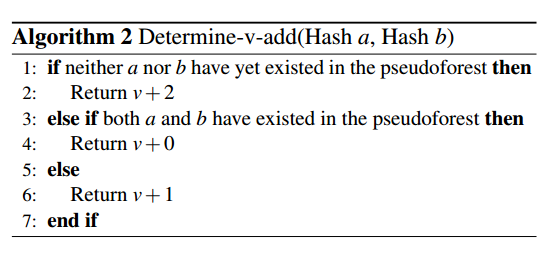 Algorithm 2 Determine-v-add(Hash a, Hash b)
1: if neither a nor b have yet existed in the pseudoforest then
2: Return v+2
3: else if both a and b have existed in the pseudoforest then
4: Return v+0
5: else
6: Return v+1
7: end if